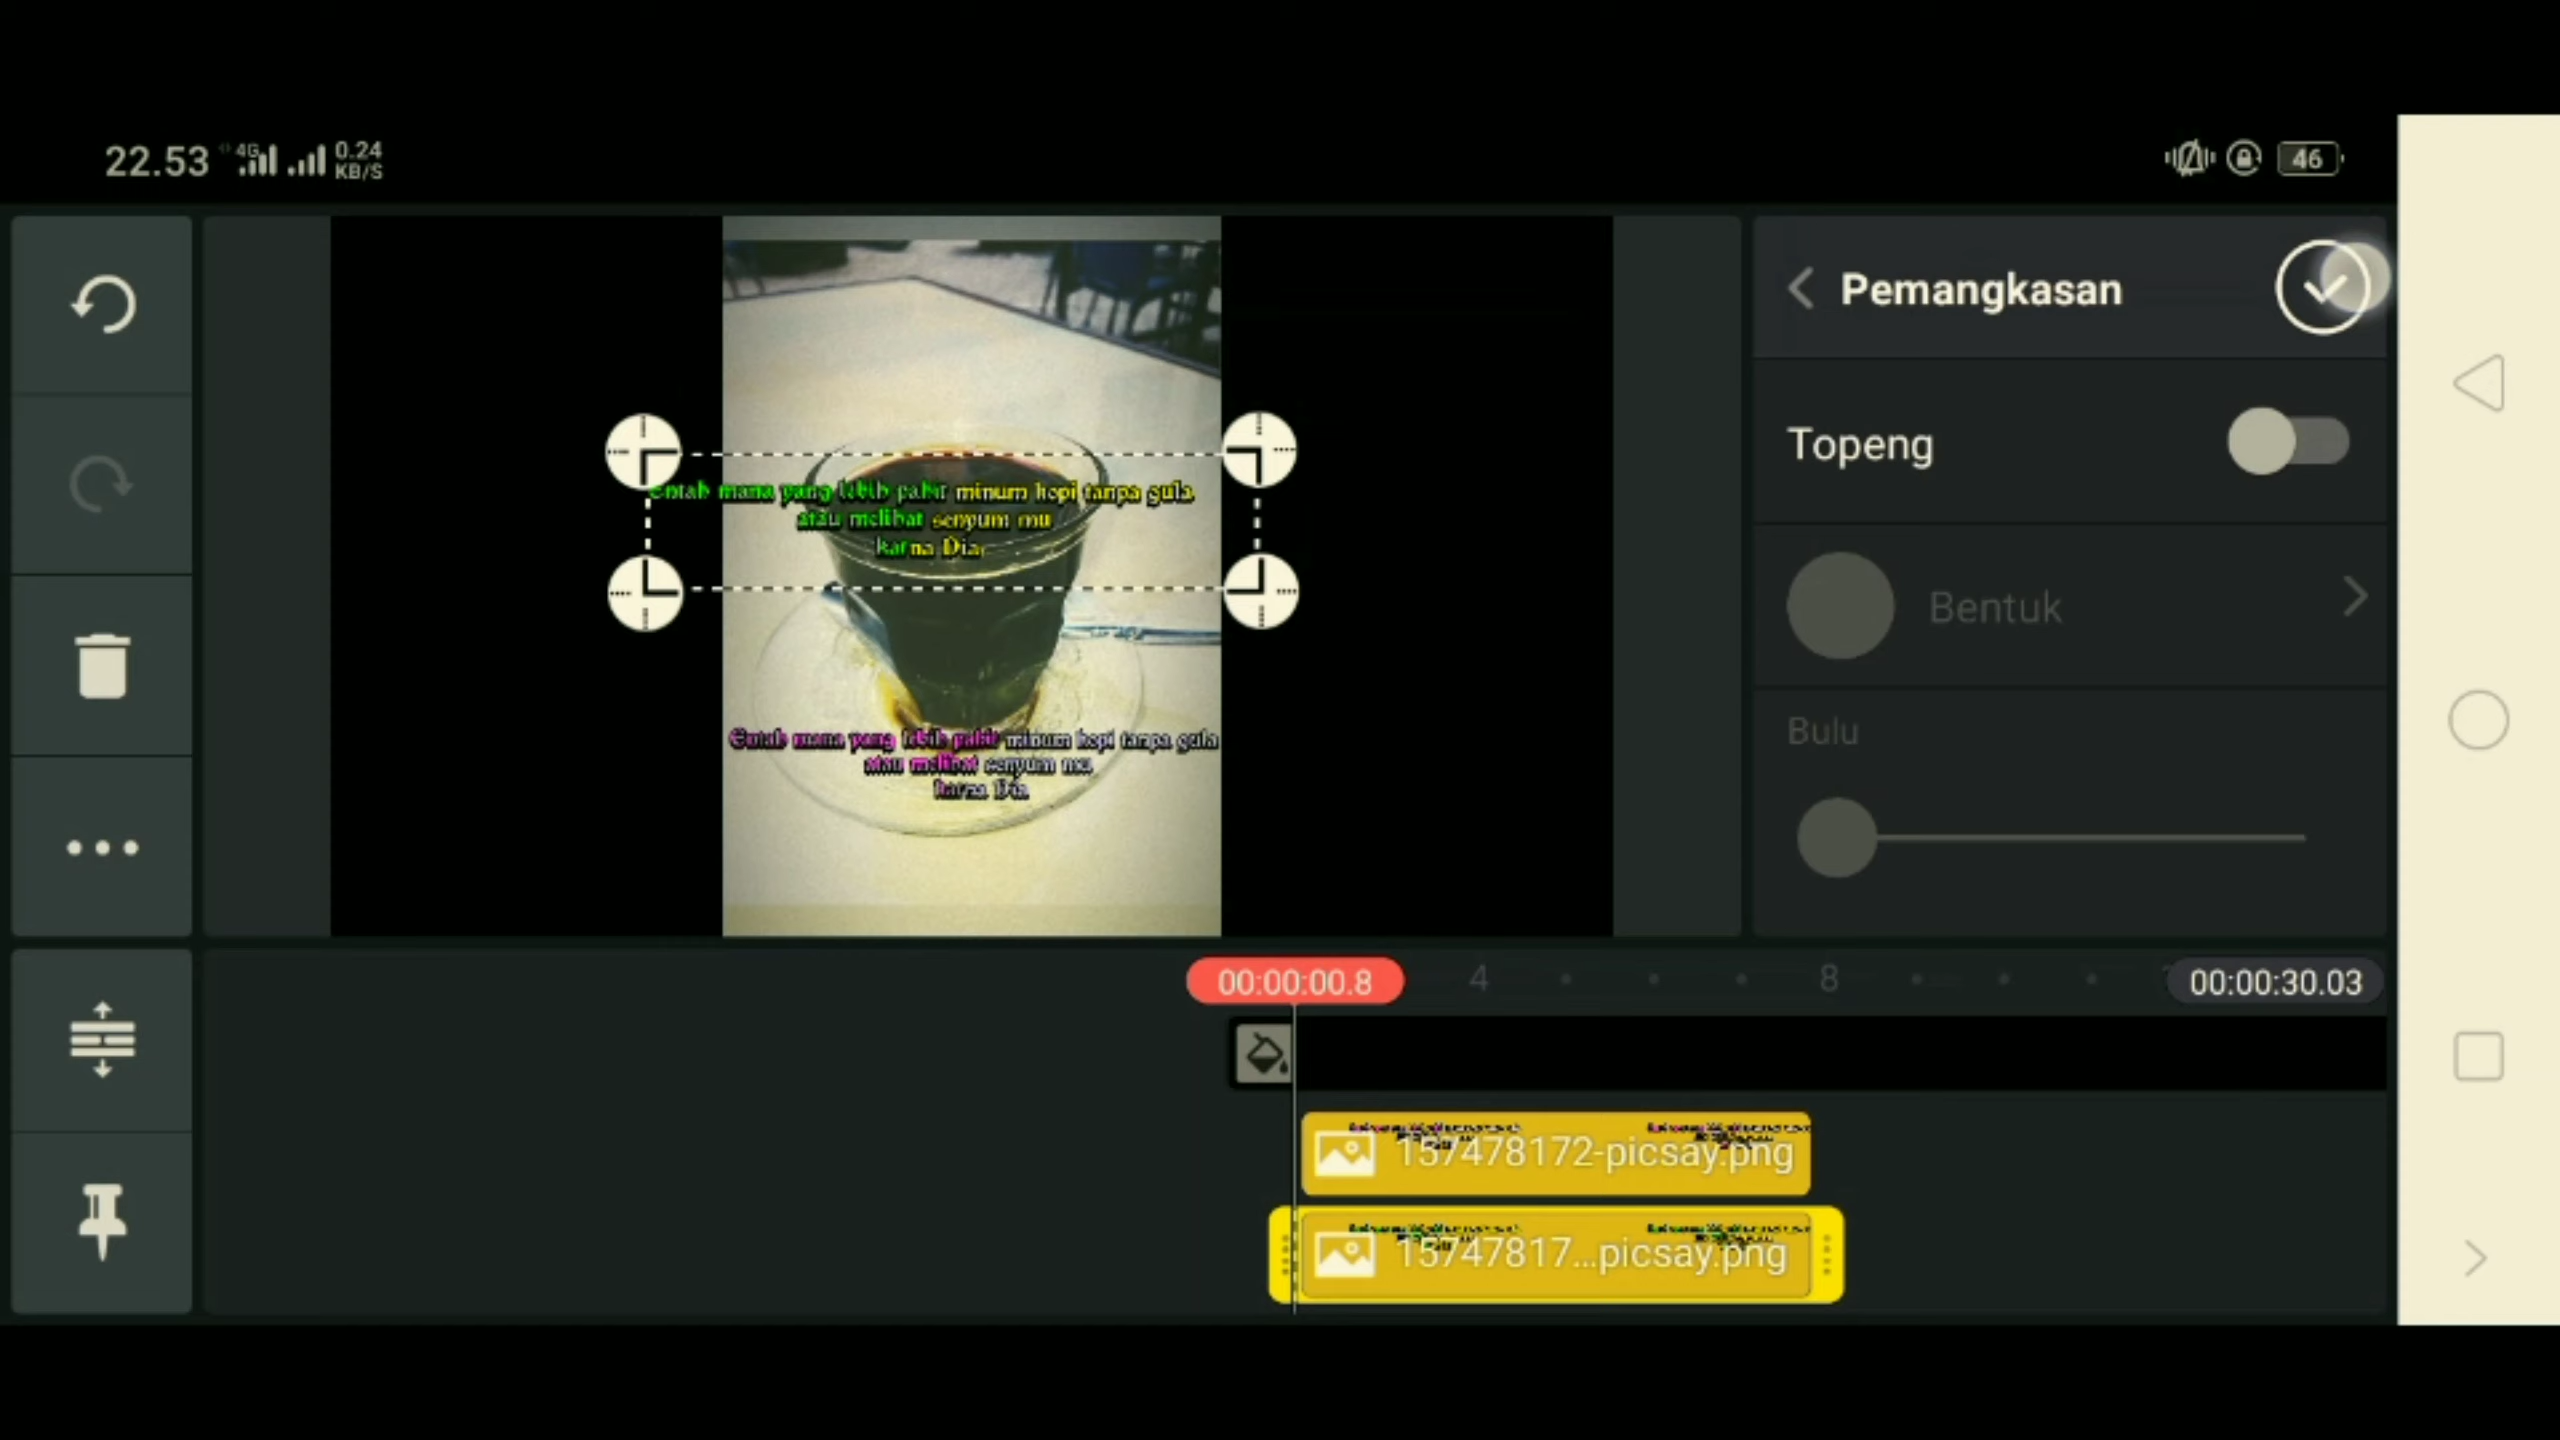 22.53
4G
0.24
KB/S
46
Pemangkasan
Topeng
Bentuk
Bulu
Entah mana yang lebih pahit minum kopi tanpa gula
atau melihat senyum mu
karna Dia
Entah mana yang lebih pahit minum kopi tanpa gula
atau melihat senyum mu
karna Dia
00:00:00.8
4
8
00:00:30.03
157478172-picsay.png
15747817...picsay.png